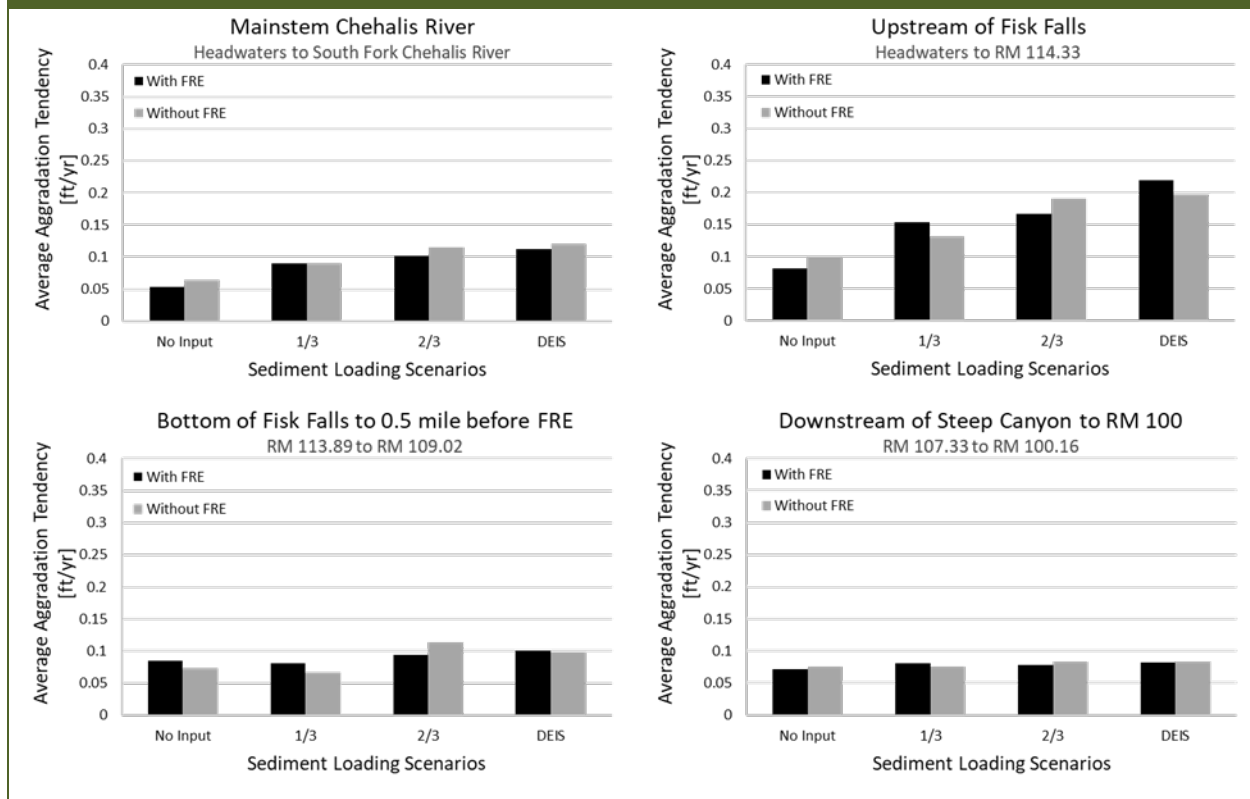 Mainstem Chehalis River
Headwaters to South Fork Chehalis River
Average Aggradation Tendency
[ft/yr]
0.4
0.35
0.3
0.25
0.2
0.15
0.1
0.05
0
With FRE
Without FRE
No Input
1/3
2/3
DEIS
Sediment Loading Scenarios
Upstream of Fisk Falls
Headwaters to RM 114.33
Average Aggradation Tendency
[ft/yr]
0.4
0.35
0.3
0.25
0.2
0.15
0.1
0.05
0
With FRE
Without FRE
No Input
1/3
2/3
DEIS
Sediment Loading Scenarios
Bottom of Fisk Falls to 0.5 mile before FRE
RM 113.89 to RM 109.02
Average Aggradation Tendency
[ft/yr]
0.4
0.35
0.3
0.25
0.2
0.15
0.1
0.05
0
With FRE
Without FRE
No Input
1/3
2/3
DEIS
Sediment Loading Scenarios
Downstream of Steep Canyon to RM 100
RM 107.33 to RM 100.16
Average Aggradation Tendency
[ft/yr]
0.4
0.35
0.3
0.25
0.2
0.15
0.1
0.05
0
With FRE
Without FRE
No Input
1/3
2/3
DEIS
Sediment Loading Scenarios